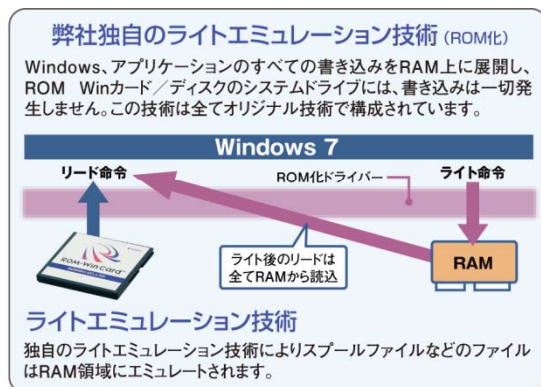 弊社独自のライトエミュレーション技術(ROM化)
Windows、アプリケーションのすべての書き込みをRAM上に展開し、
ROM Winカード/ディスクのシステムドライブには、書き込みは一切発
生しません。この技術は全てオリジナル技術で構成されています。
Windows 7
リード命令
ROM化ドライバー
ライト命令
ROM-Win Card
ライト後のリードは
全てRAMから読込
RAM
ライトエミュレーション技術
独自のライトエミュレーション技術によりスプールファイルなどのファイル
はRAM領域にエミュレートされます。